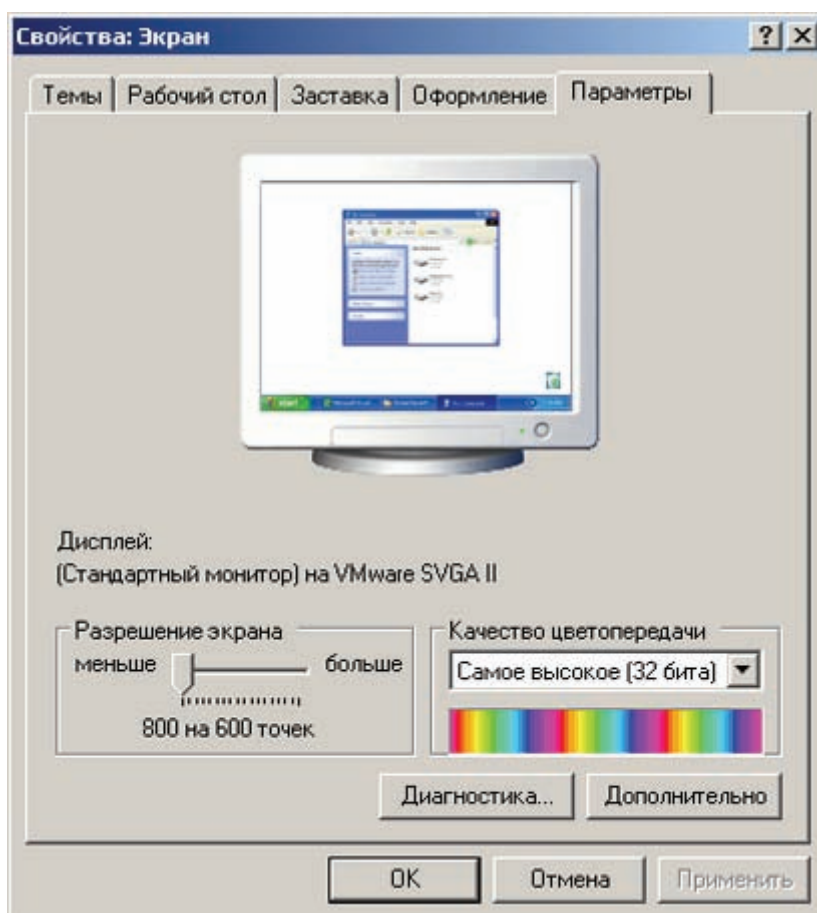 Свойства: Экран
Темы Рабочий стол Заставка Оформление Параметры
Дисплей:
(Стандартный монитор) на VMware SVGA II
Разрешение экрана
меньше больше
800 на 600 точек
Качество цветопередачи
Самое высокое (32 бита)
Диагностика... Дополнительно
OK Отмена Применить